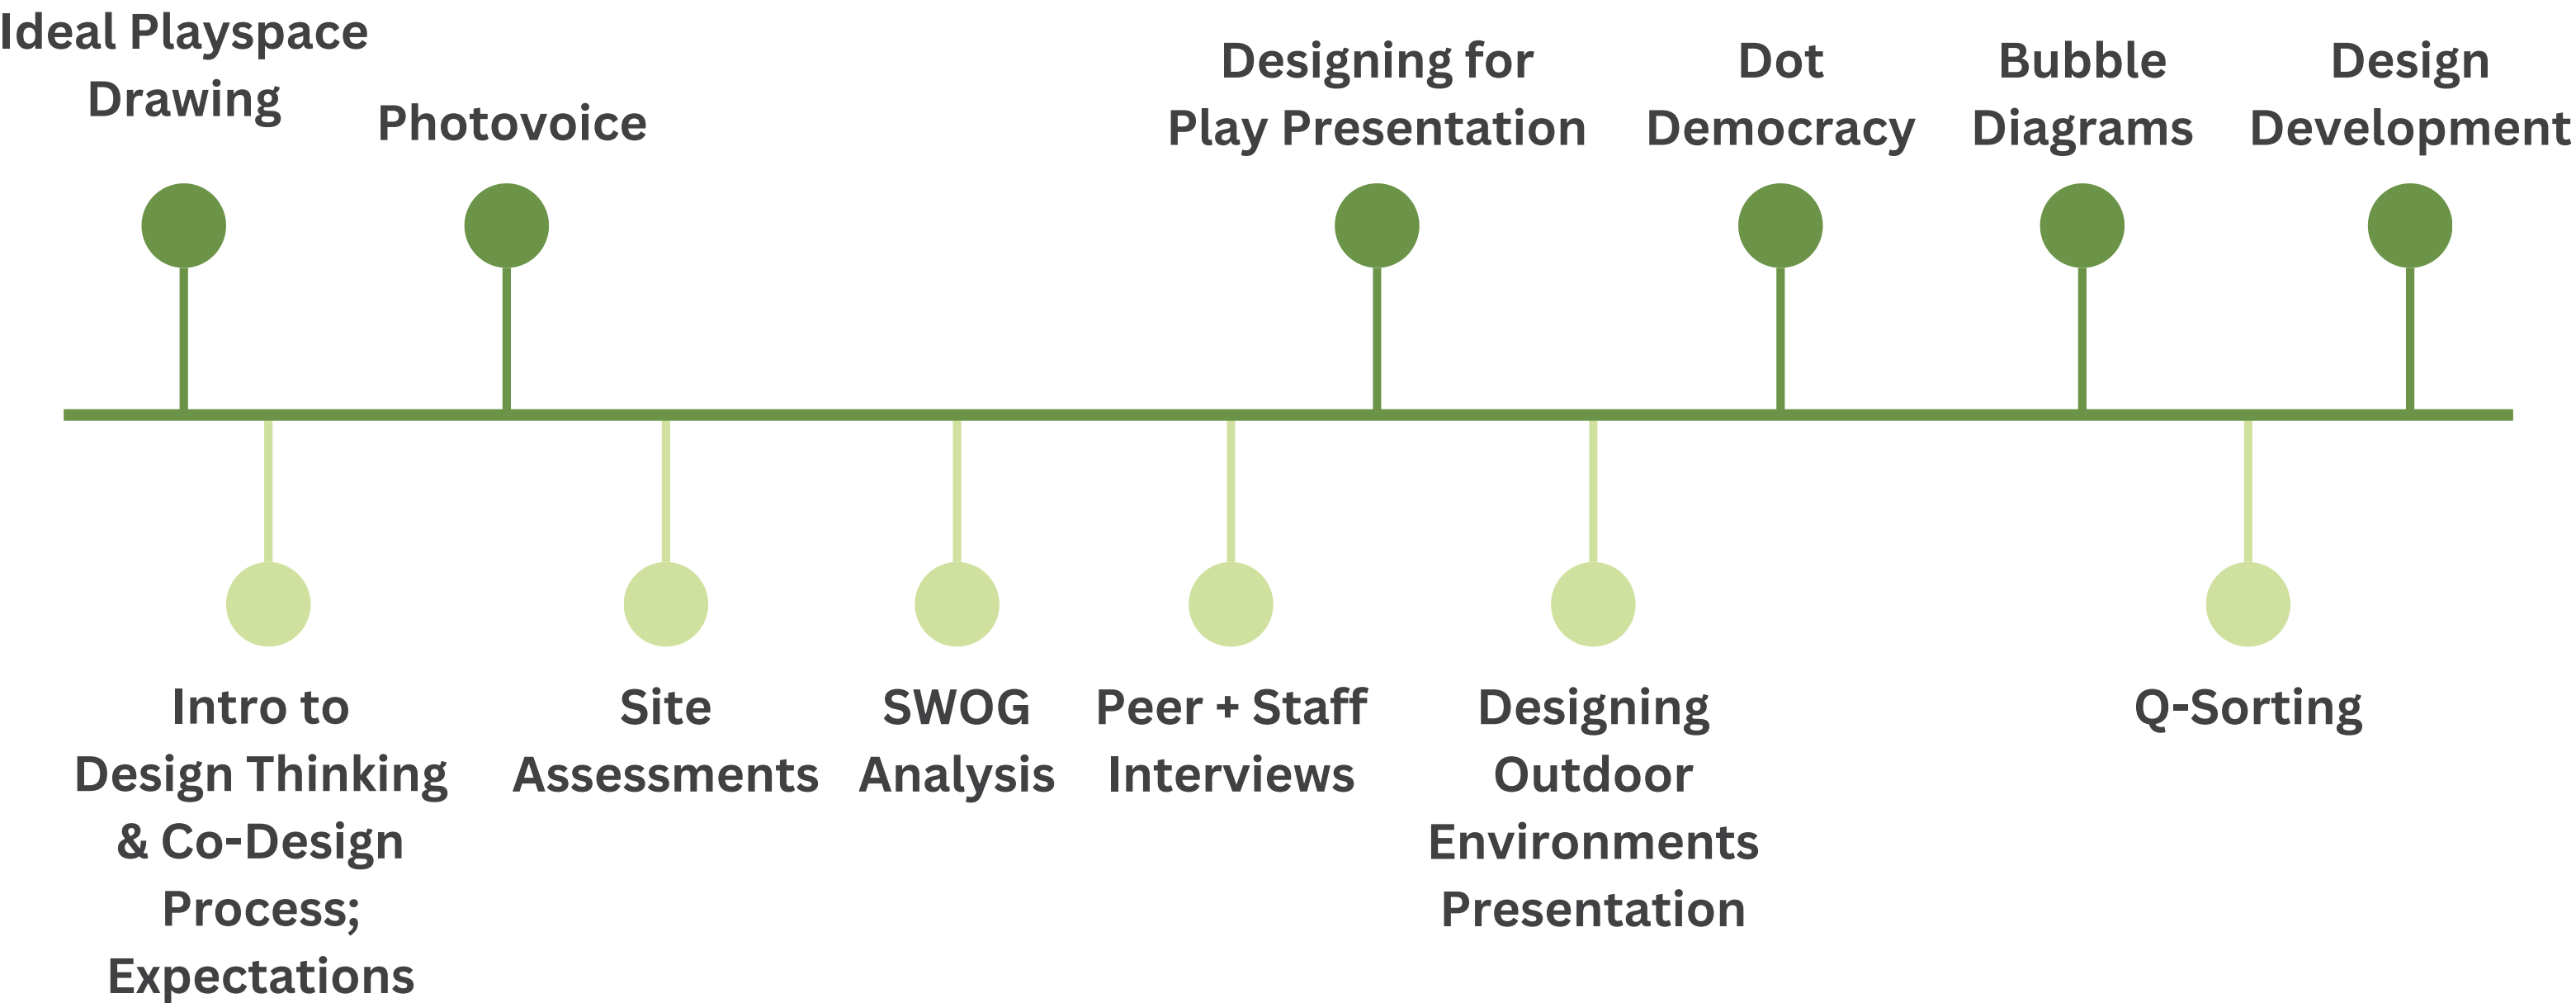 Ideal Playspace
Drawing
Photovoice
Designing for
Play Presentation
Dot
Democracy
Bubble
Diagrams
Design
Development
Intro to
Design Thinking
& Co-Design
Process;
Expectations
Site
Assessments
SWOG
Analysis
Peer + Staff
Interviews
Designing
Outdoor
Environments
Presentation
Q-Sorting